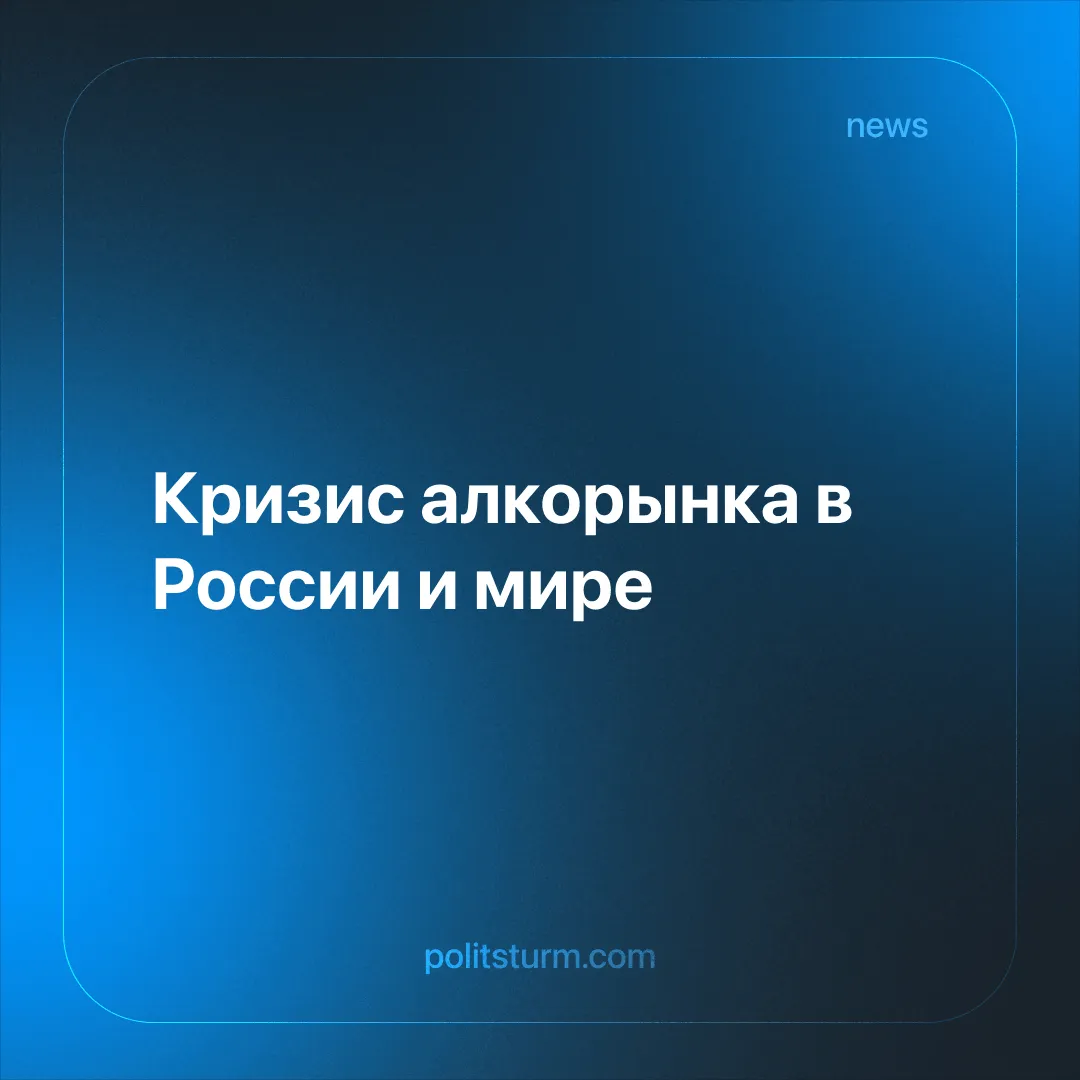 news
Кризис алкорынка в
России и мире
politsturm.com